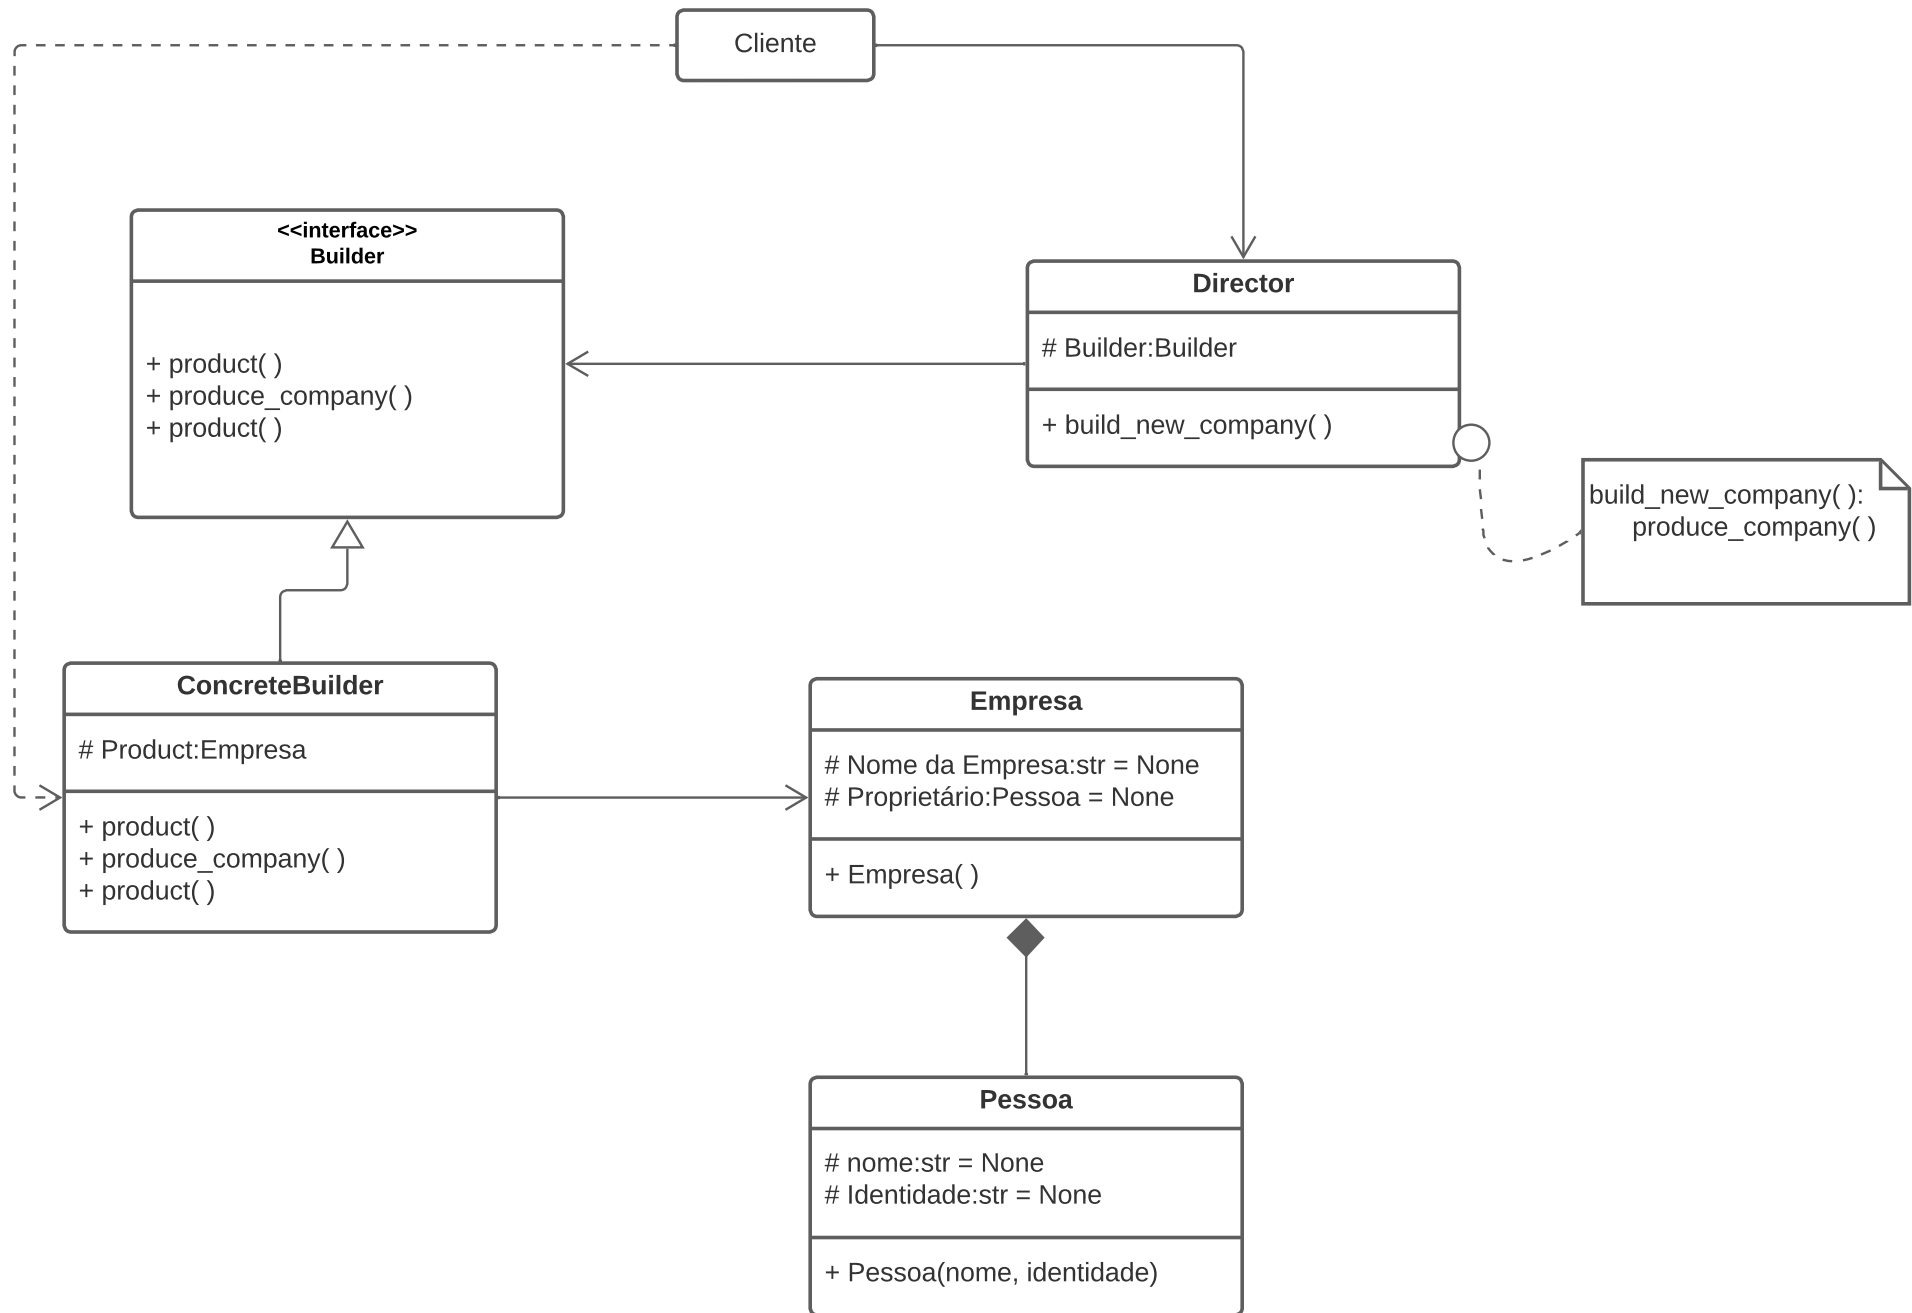 Cliente
<<interface>>
Builder
+ product( )
+ produce_company( )
+ product( )
Director
# Builder:Builder
+ build_new_company( )
build_new_company( ):
produce_company( )
ConcreteBuilder
# Product:Empresa
+ product( )
+ produce_company( )
+ product( )
Empresa
# Nome da Empresa:str = None
# Proprietário:Pessoa = None
+ Empresa( )
Pessoa
# nome:str = None
# Identidade:str = None
+ Pessoa(nome, identidade)